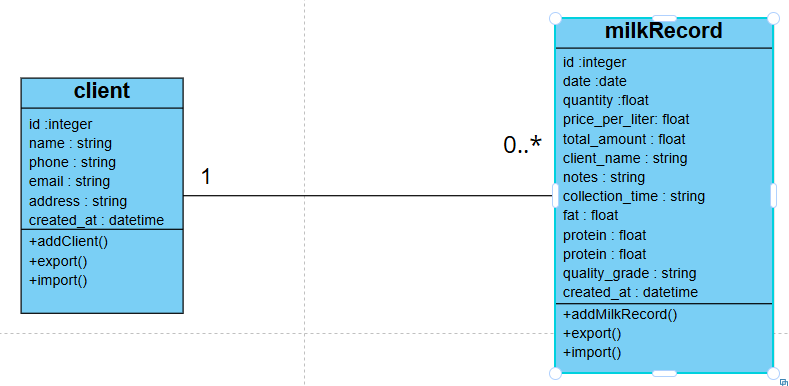 client
id :integer
name : string
phone : string
email : string
address : string
created_at : datetime
+addClient()
+export()
+import()
1
0..*
milkRecord
id :integer
date :date
quantity :float
price_per_liter: float
total_amount : float
client_name : string
notes : string
collection_time : string
fat : float
protein : float
protein : float
quality_grade : string
created_at : datetime
+addMilkRecord()
+export()
+import()